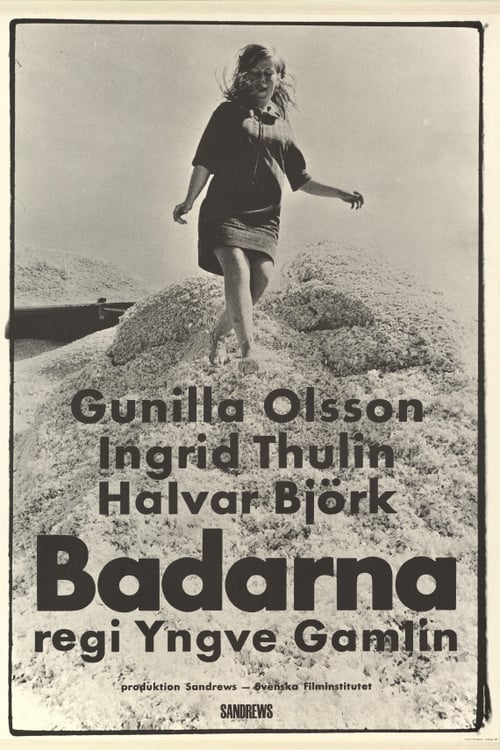 Gunilla Olsson
Ingrid Thulin
Halvar Björk
Badarna
regi Yngve Gamlin
produktion Sandrews — Svenska Filminstitutet
SANDREWS